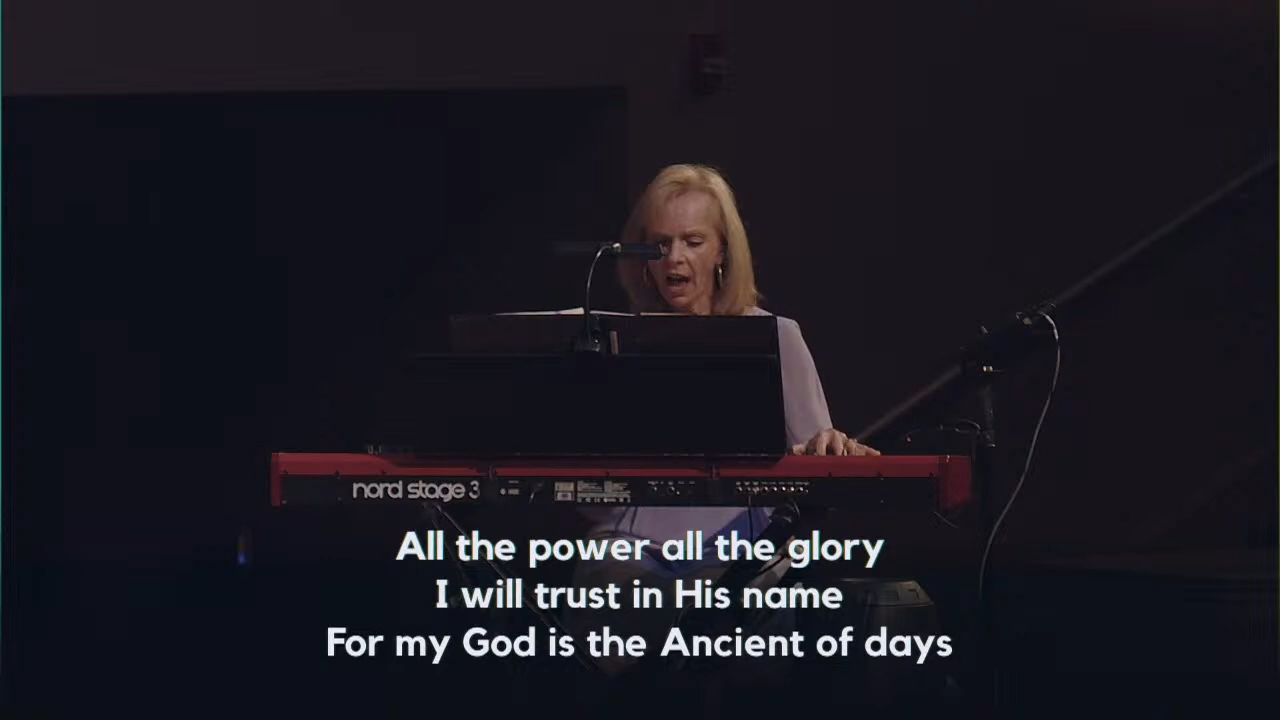 nord stage 3
All the power all the glory
I will trust in His name
For my God is the Ancient of days